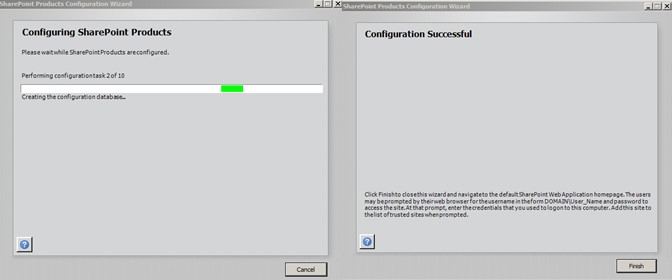 SharePoint Products Configuration Wizard
Configuring SharePoint Products
Please wait while SharePoint Products are configured.
Performing configuration task 2 of 10
Creating the configuration database...
Cancel
SharePoint Products Configuration Wizard
Configuration Successful
Click Finish to close this wizard and navigate to the default SharePoint Web Application homepage. The users
may be prompted by their web browser for the username in the form DOMAIN\User_Name and password to
access the site. At that prompt, enter the credentials that you used to logon to this computer. Add this site to
the list of trusted sites when prompted.
Finish